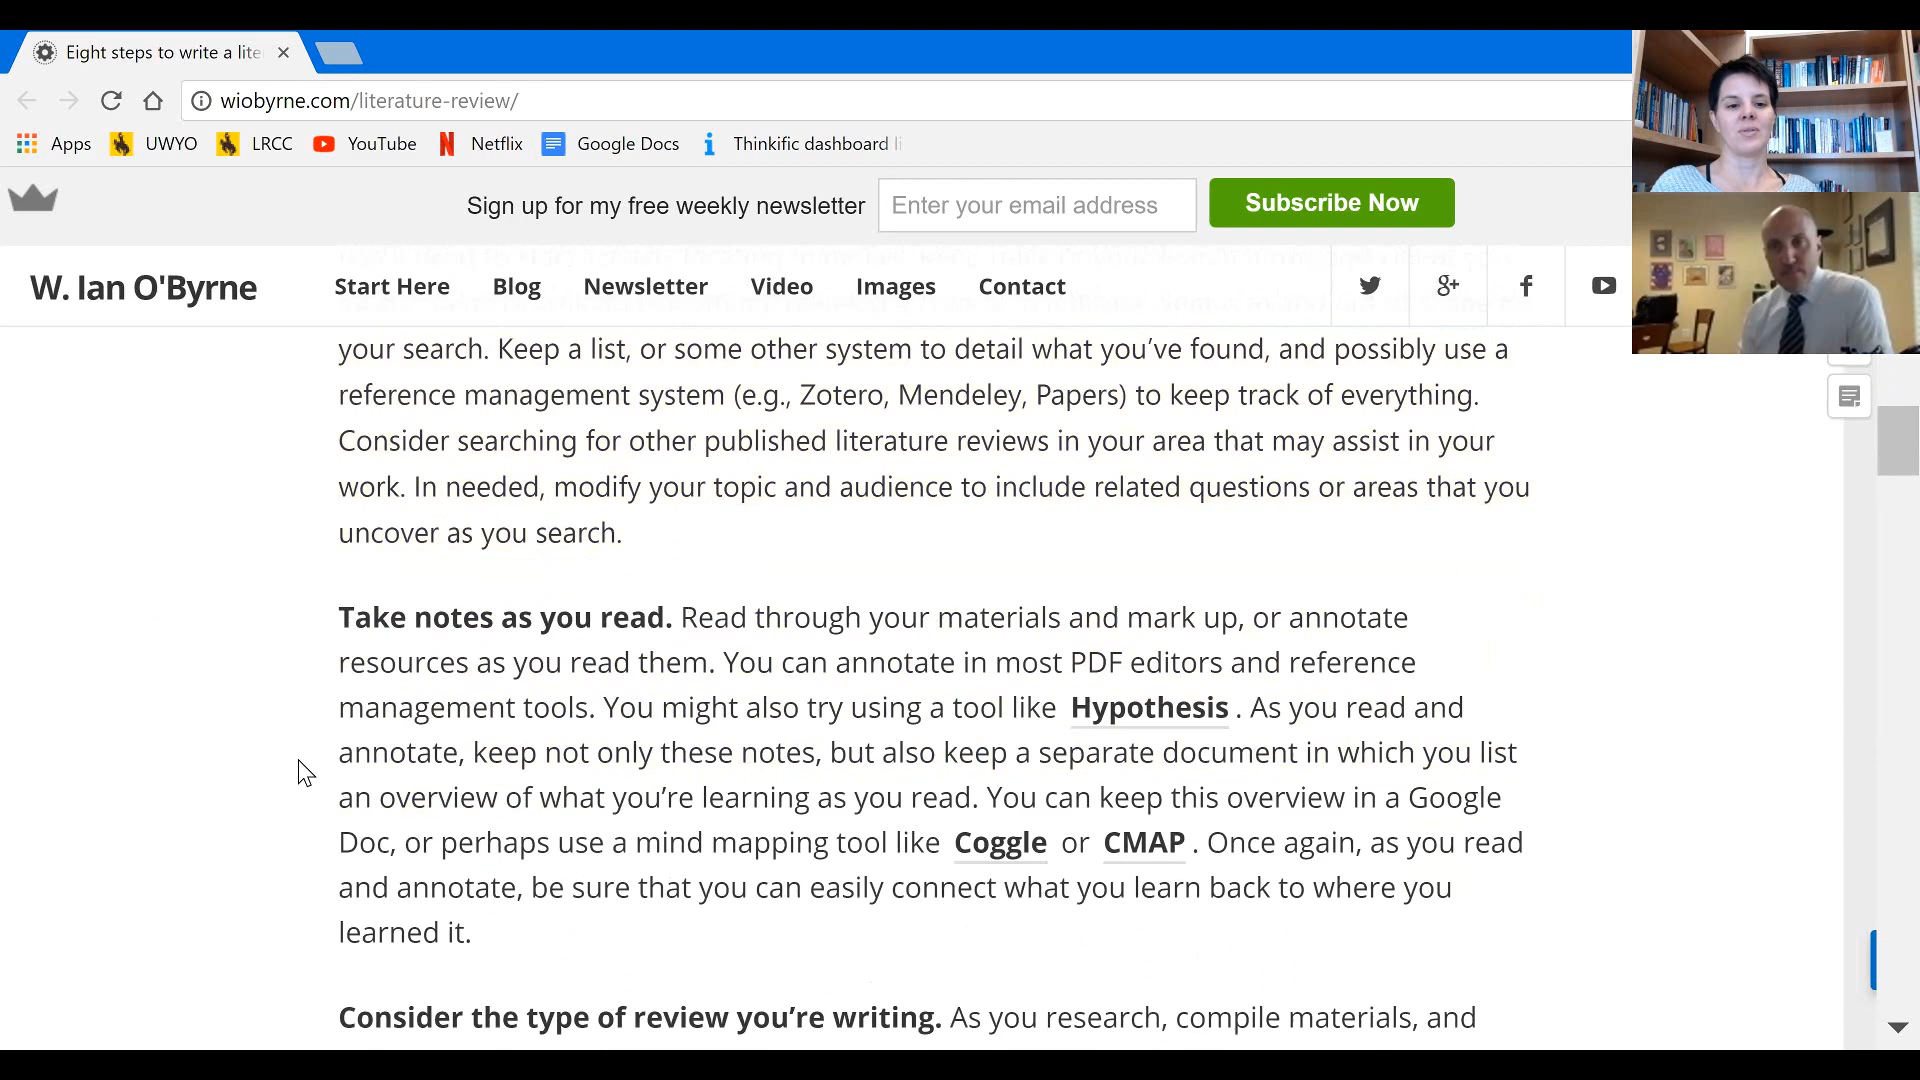 Eight steps to write a lite
wiobyrne.com/literature-review/
Apps UWYO LRCC YouTube Netflix Google Docs Thinkific dashboard li
Sign up for my free weekly newsletter Enter your email address Subscribe Now
W. Ian O'Byrne Start Here Blog Newsletter Video Images Contact
your search. Keep a list, or some other system to detail what you’ve found, and possibly use a
reference management system (e.g., Zotero, Mendeley, Papers) to keep track of everything.
Consider searching for other published literature reviews in your area that may assist in your
work. In needed, modify your topic and audience to include related questions or areas that you
uncover as you search.
Take notes as you read. Read through your materials and mark up, or annotate
resources as you read them. You can annotate in most PDF editors and reference
management tools. You might also try using a tool like Hypothesis . As you read and
annotate, keep not only these notes, but also keep a separate document in which you list
an overview of what you’re learning as you read. You can keep this overview in a Google
Doc, or perhaps use a mind mapping tool like Coggle or CMAP . Once again, as you read
and annotate, be sure that you can easily connect what you learn back to where you
learned it.
Consider the type of review you’re writing. As you research, compile materials, and